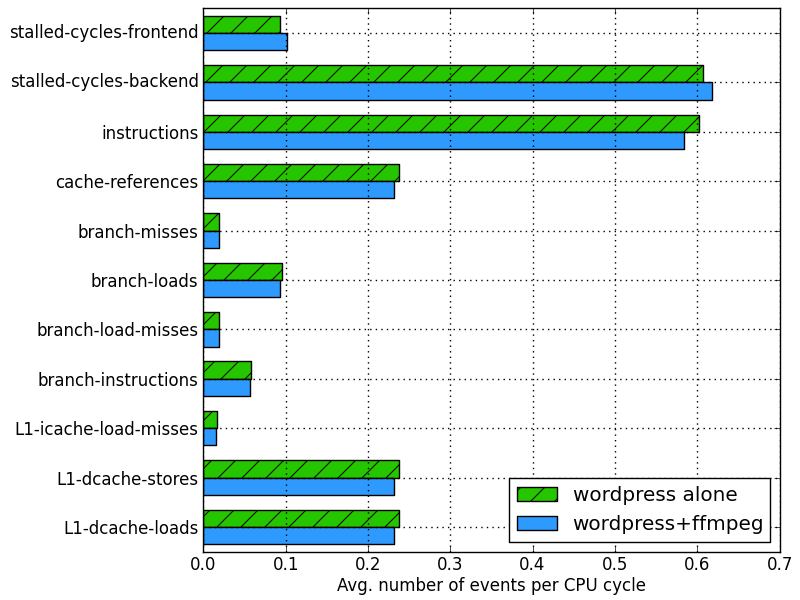 stalled-cycles-frontend
stalled-cycles-backend
instructions
cache-references
branch-misses
branch-loads
branch-load-misses
branch-instructions
L1-icache-load-misses
L1-dcache-stores
L1-dcache-loads
wordpress alone
wordpress+ffmpeg
0.0 0.1 0.2 0.3 0.4 0.5 0.6 0.7
Avg. number of events per CPU cycle